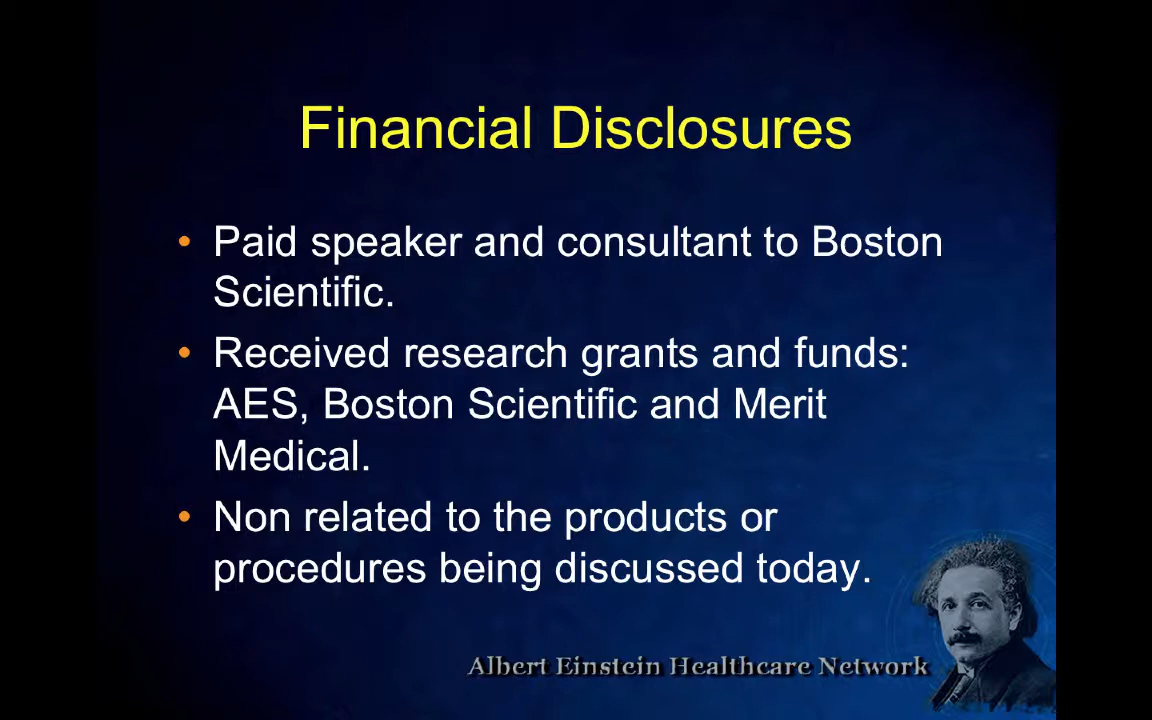 Financial Disclosures
• Paid speaker and consultant to Boston
Scientific.
• Received research grants and funds:
AES, Boston Scientific and Merit
Medical.
• Non related to the products or
procedures being discussed today.
Albert Einstein Healthcare Network